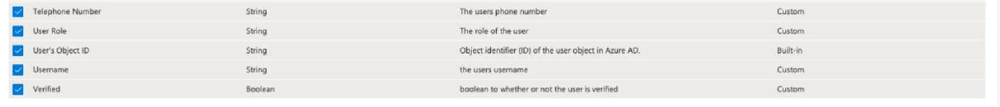 Telephone Number String The users phone number Custom
User Role String The role of the user Custom
User's Object ID String Object identifier (ID) of the user object in Azure AD. Built-in
Username String the users username Custom
Verified Boolean boolean to whether or not the user is verified Custom